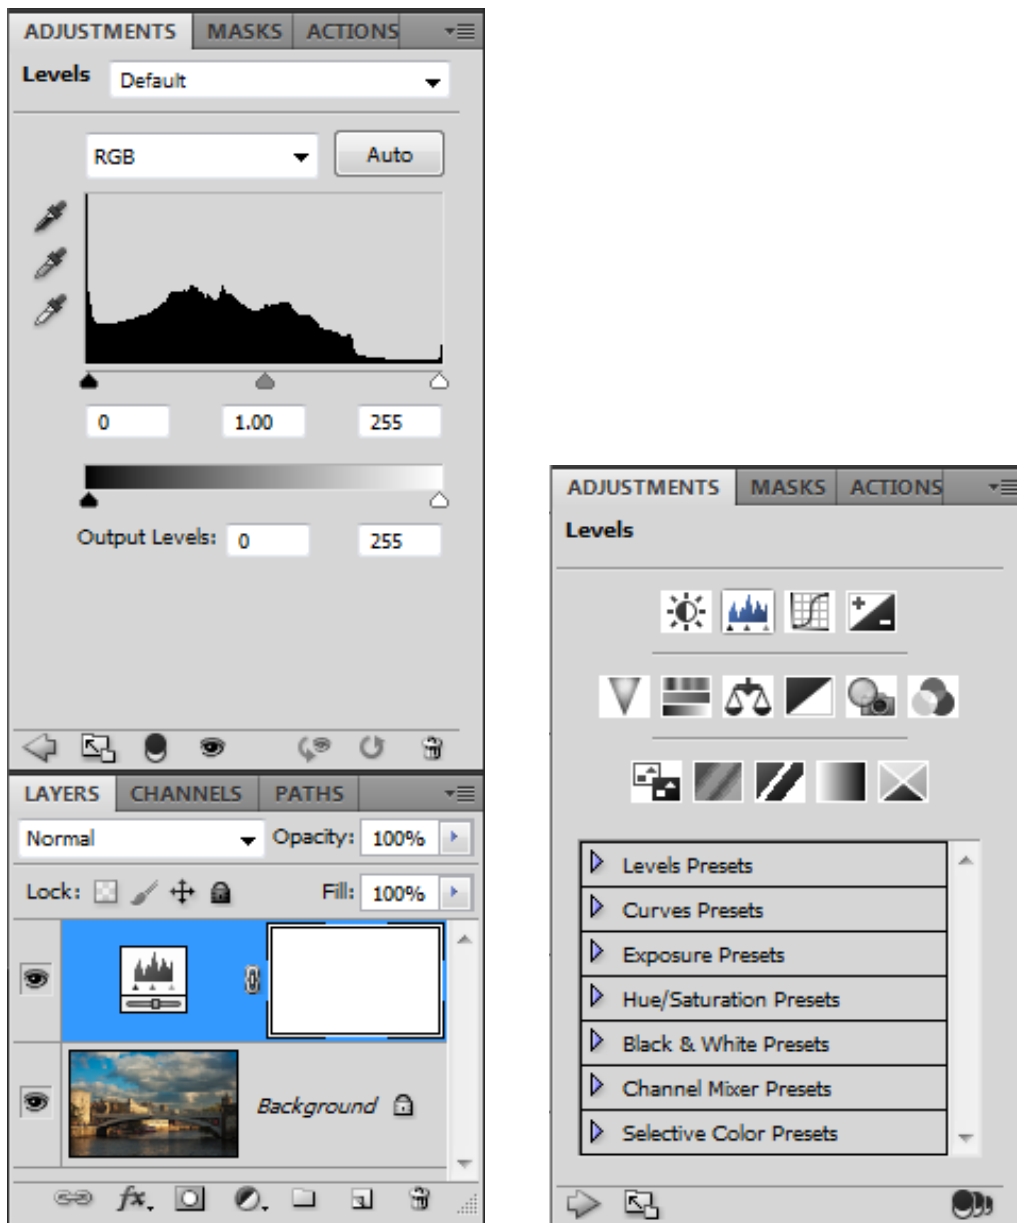 ADJUSTMENTS MASKS ACTIONS
Levels Default
RGB Auto
0 1.00 255
Output Levels: 0 255
LAYERS CHANNELS PATHS
Normal Opacity: 100%
Lock: Fill: 100%
Background
fx.
ADJUSTMENTS MASKS ACTIONS
Levels
Levels Presets
Curves Presets
Exposure Presets
Hue/Saturation Presets
Black & White Presets
Channel Mixer Presets
Selective Color Presets